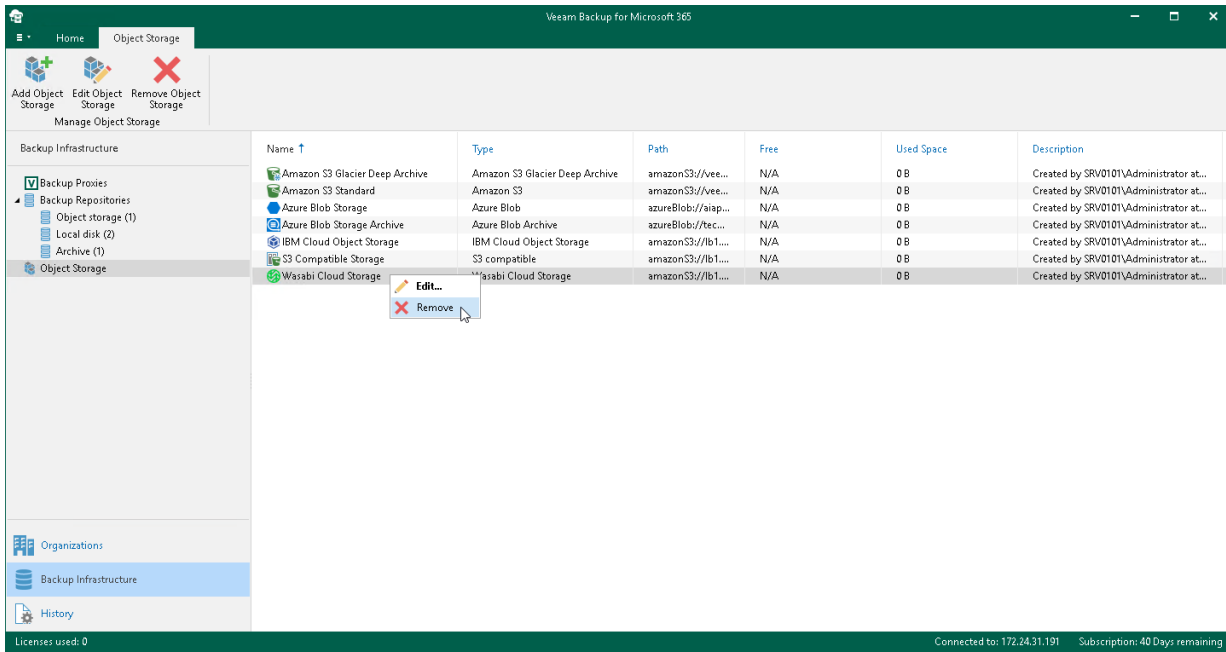 Veeam Backup for Microsoft 365
Home Object Storage
Add Object Storage Edit Object Storage Remove Object Storage
Manage Object Storage
Backup Infrastructure
Backup Proxies
Backup Repositories
Object storage (1)
Local disk (2)
Archive (1)
Object Storage
Name Type Path Free Used Space Description
Amazon S3 Glacier Deep Archive Amazon S3 Glacier Deep Archive amazonS3://vee... N/A 0 B Created by SRV0101\Administrator at...
Amazon S3 Standard Amazon S3 amazonS3://vee... N/A 0 B Created by SRV0101\Administrator at...
Azure Blob Storage Azure Blob azureBlob://aiap... N/A 0 B Created by SRV0101\Administrator at...
Azure Blob Storage Archive Azure Blob Archive azureBlob://tec... N/A 0 B Created by SRV0101\Administrator at...
IBM Cloud Object Storage IBM Cloud Object Storage amazonS3://lb1.... N/A 0 B Created by SRV0101\Administrator at...
S3 Compatible Storage S3 compatible amazonS3://lb1.... N/A 0 B Created by SRV0101\Administrator at...
Wasabi Cloud Storage Wasabi Cloud Storage amazonS3://lb1.... N/A 0 B Created by SRV0101\Administrator at...
Edit...
Remove
Organizations
Backup Infrastructure
History
Licenses used: 0 Connected to: 172.24.31.191 Subscription: 40 Days remaining